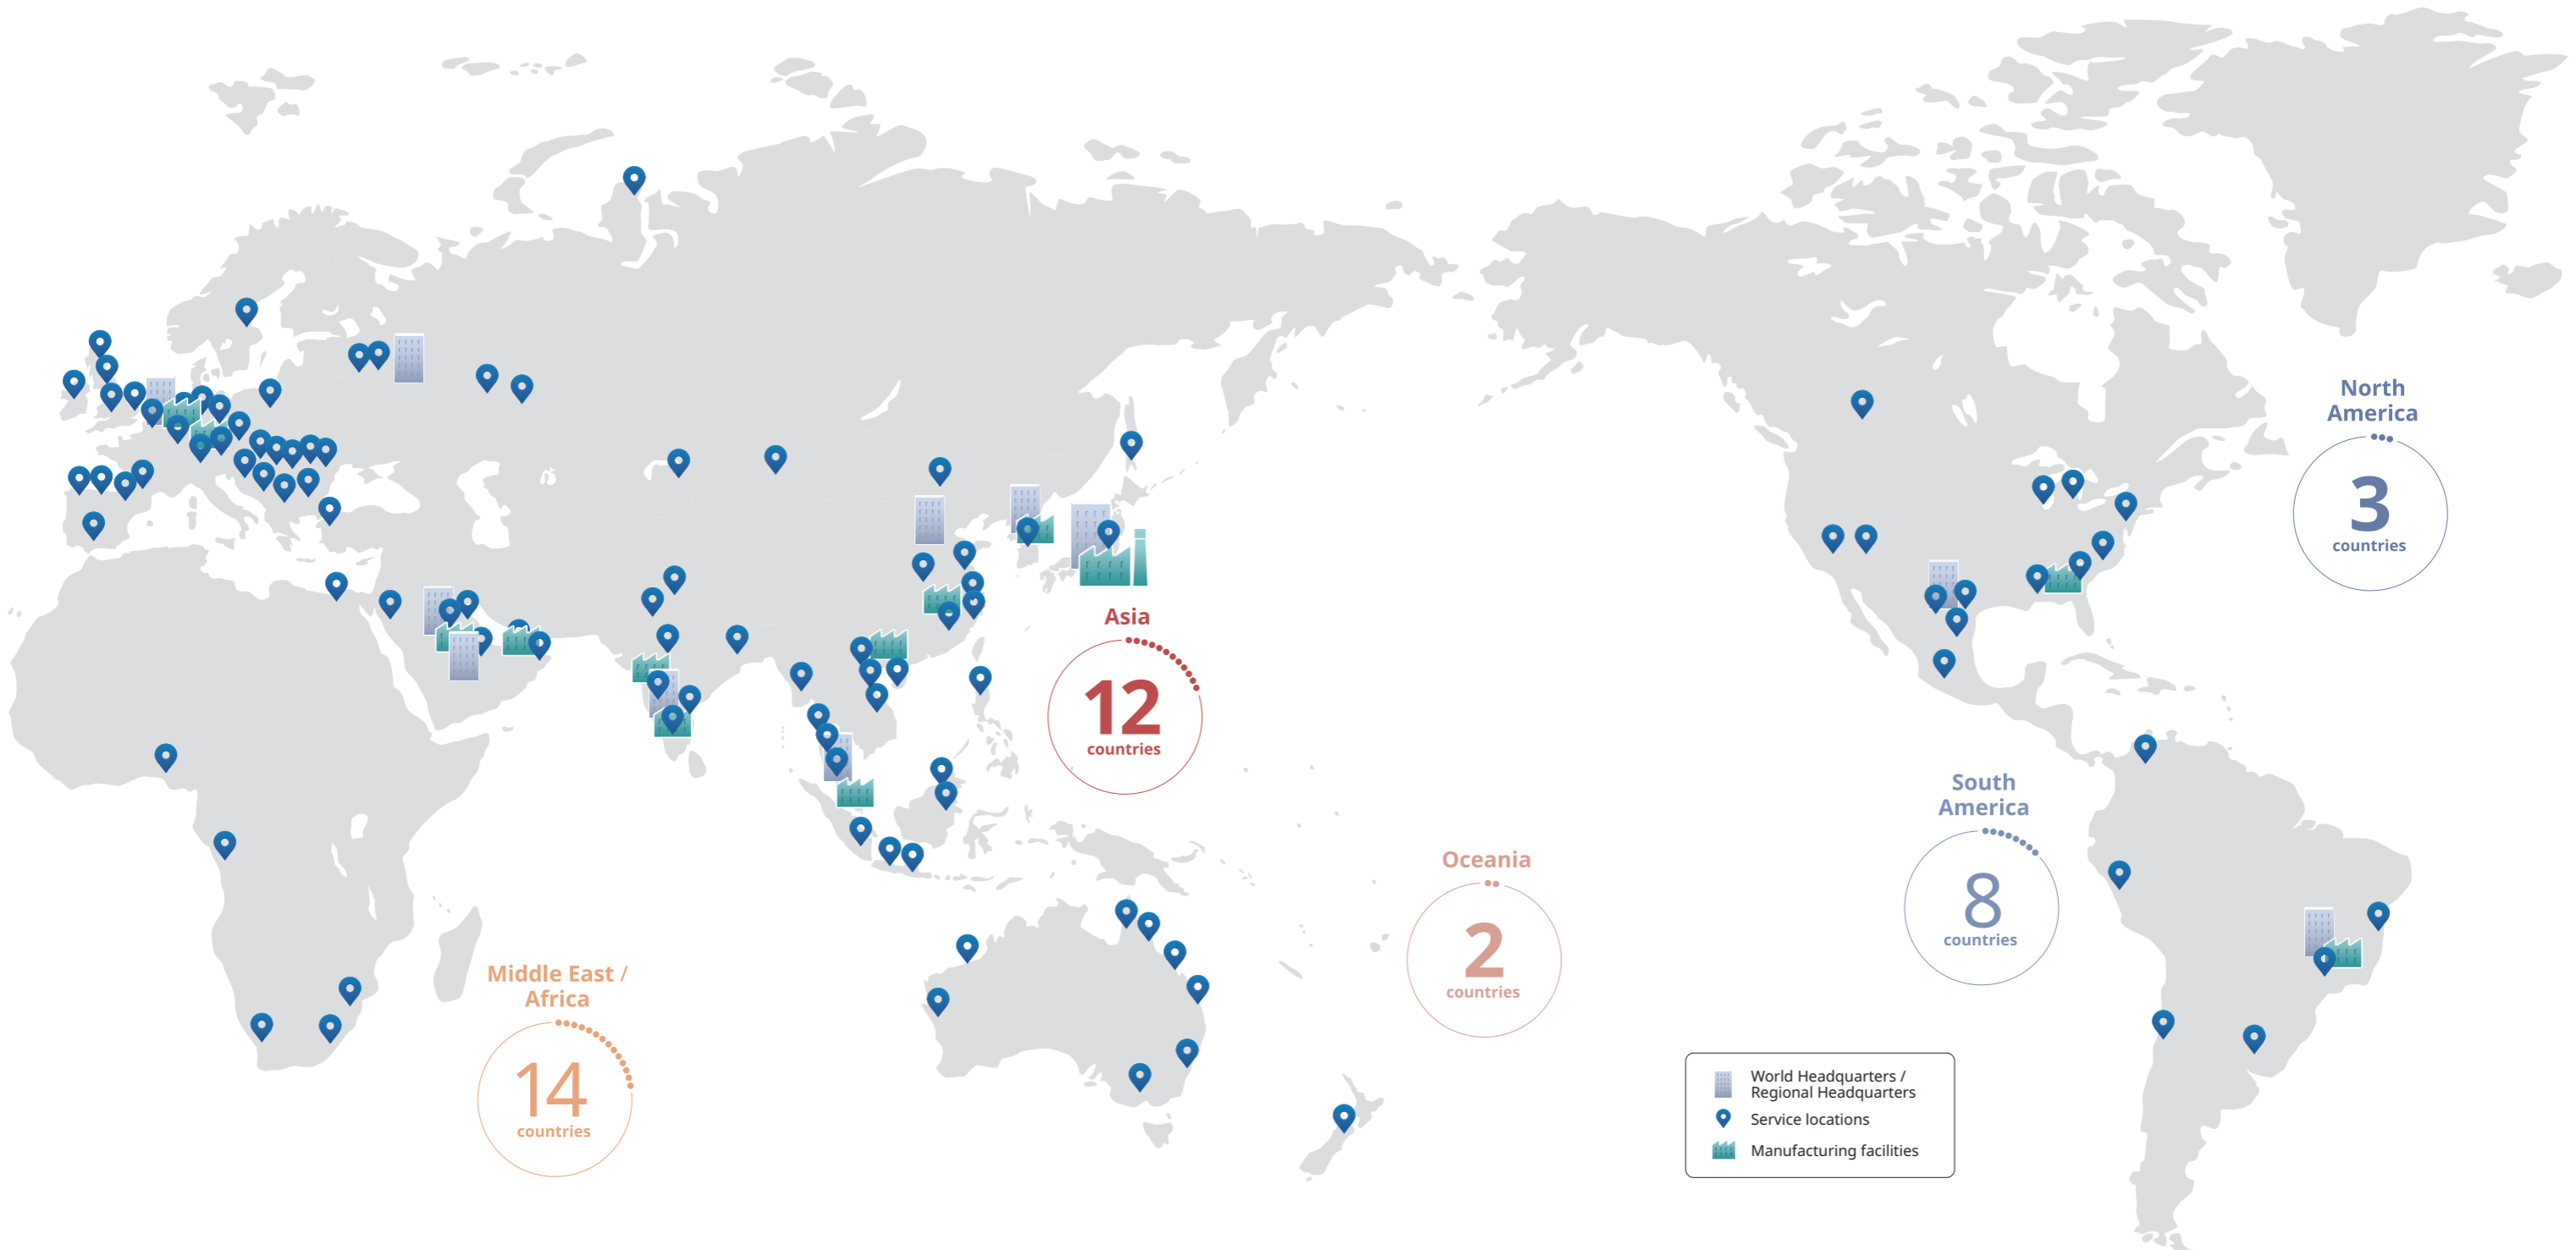 North
America
3
countries
Asia
12
countries
South
America
8
countries
Oceania
2
countries
Middle East /
Africa
14
countries
World Headquarters /
Regional Headquarters
Service locations
Manufacturing facilities